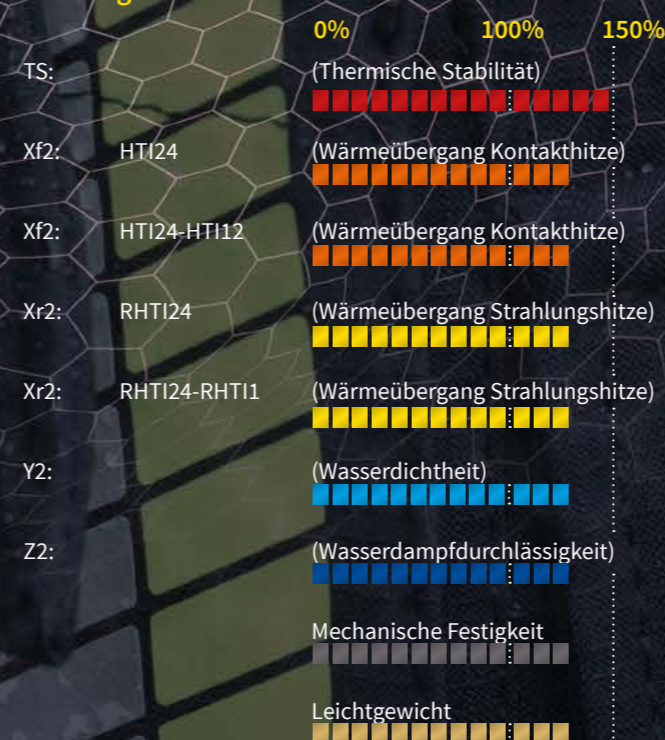 0% 100% 150%
TS: (Thermische Stabilität)
Xf2: HTI24 (Wärmeübergang Kontakthitze)
Xf2: HTI24-HTI12 (Wärmeübergang Kontakthitze)
Xr2: RHTI24 (Wärmeübergang Strahlungshitze)
Xr2: RHTI24-RHTI1 (Wärmeübergang Strahlungshitze)
Y2: (Wasserdichtheit)
Z2: (Wasserdampfdurchlässigkeit)
Mechanische Festigkeit
Leichtgewicht